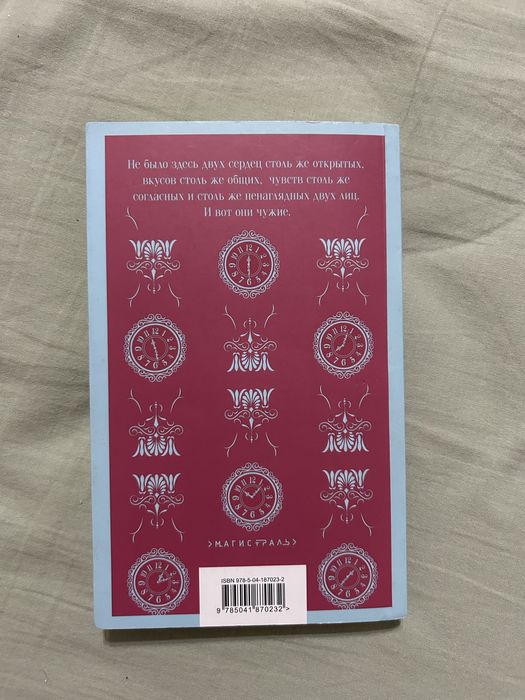 Не было здесь двух сердец столь же открытых,
вкусов столь же общих, чувств столь же
согласных и столь же ненаглядных двух лиц.
И вот они чужие.
МАГИСТРАЛЬ
ISBN 978-5-04-187023-2
9 785041 870232 >